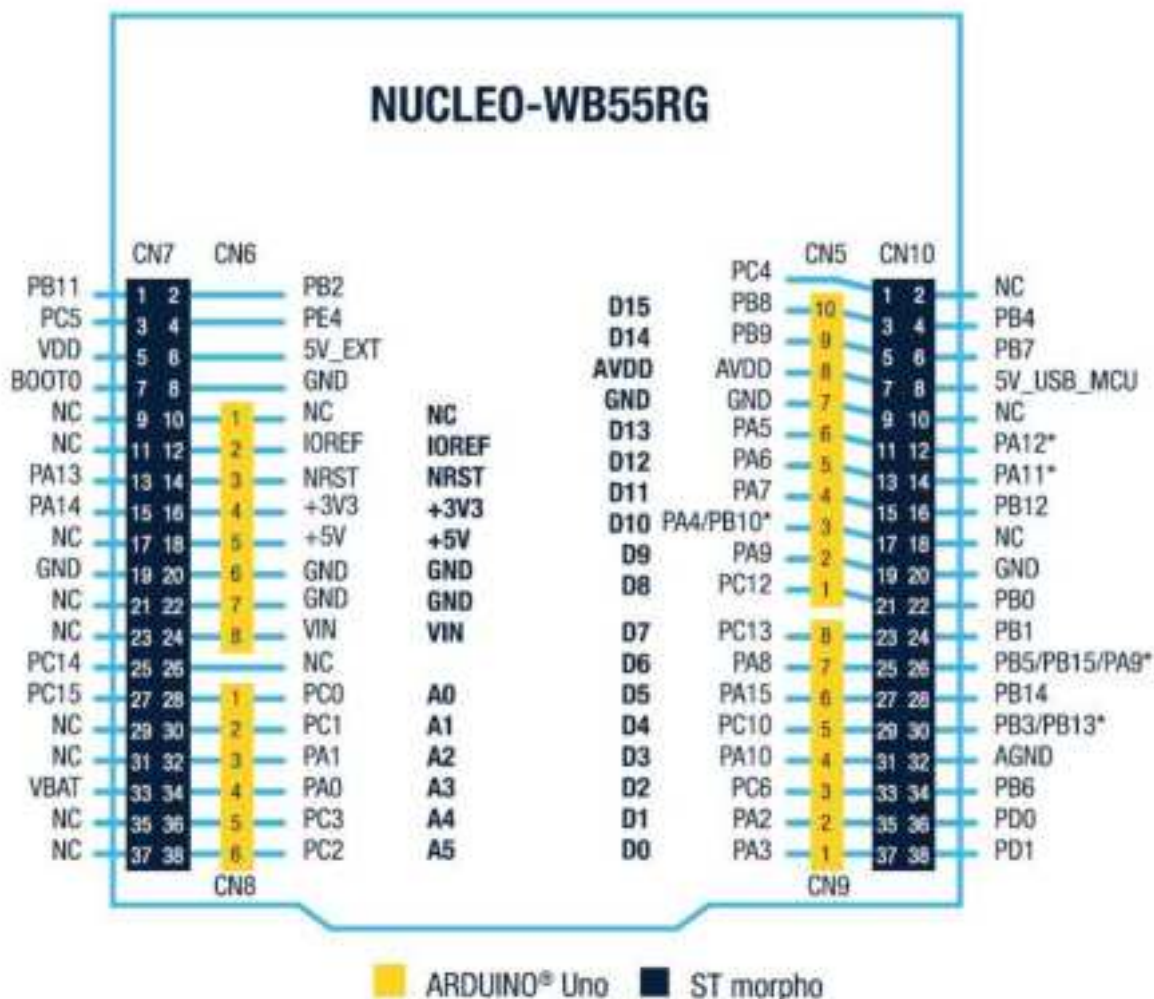 NUCLEO-WB55RG
CN7 CN6 CN5 CN10
PC4
PB11 1 2 PB2 1 2 NC
PC5 3 4 PE4 D15 PB8 10 3 4 PB4
VDD 5 6 5V_EXT D14 PB9 9 5 6 PB7
BOOT0 7 8 GND AVDD AVDD 8 7 8 5V_USB_MCU
NC 9 10 1 NC NC GND GND 7 9 10 NC
NC 11 12 2 IOREF IOREF D13 PA5 6 11 12 PA12*
PA13 13 14 3 NRST NRST D12 PA6 5 13 14 PA11*
PA14 15 16 4 +3V3 +3V3 D11 PA7 4 15 16 PB12
NC 17 18 5 +5V +5V D10 PA4/PB10* 3 17 18 NC
GND 19 20 6 GND GND D9 PA9 2 19 20 GND
NC 21 22 7 GND GND D8 PC12 1 21 22 PB0
NC 23 24 8 VIN VIN D7 PC13 8 23 24 PB1
PC14 25 26 NC D6 PA8 7 25 26 PB5/PB15/PA9*
PC15 27 28 1 PC0 A0 D5 PA15 6 27 28 PB14
NC 29 30 2 PC1 A1 D4 PC10 5 29 30 PB3/PB13*
NC 31 32 3 PA1 A2 D3 PA10 4 31 32 AGND
VBAT 33 34 4 PA0 A3 D2 PC6 3 33 34 PB6
NC 35 36 5 PC3 A4 D1 PA2 2 35 36 PD0
NC 37 38 6 PC2 A5 D0 PA3 1 37 38 PD1
CN8 CN9
ARDUINO® Uno ST morpho